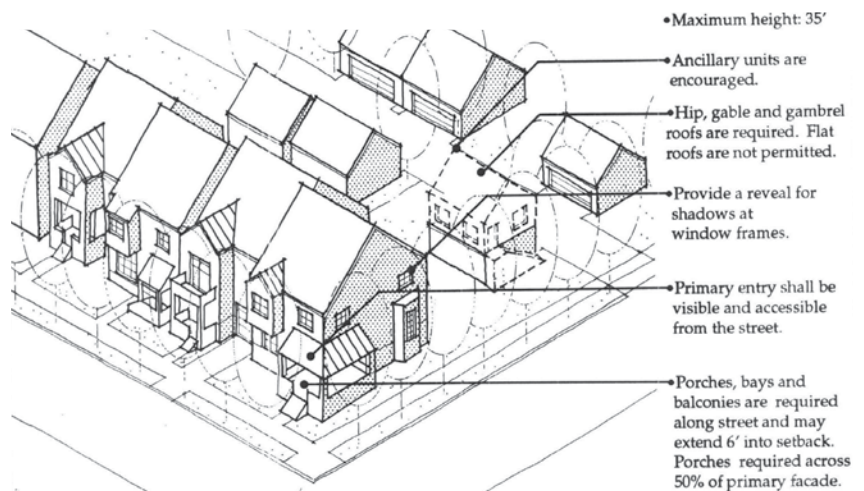 •Maximum height: 35'
•Ancillary units are
encouraged.
•Hip, gable and gambrel
roofs are required. Flat
roofs are not permitted.
•Provide a reveal for
shadows at
window frames.
•Primary entry shall be
visible and accessible
from the street.
•Porches, bays and
balconies are required
along street and may
extend 6' into setback.
Porches required across
50% of primary facade.